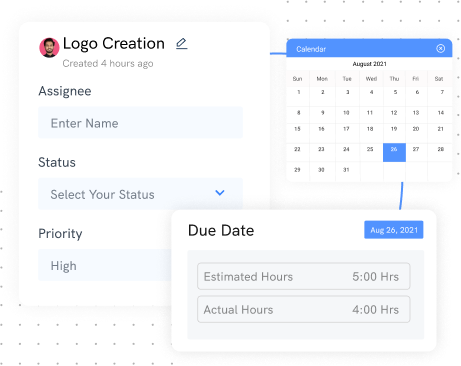 Logo Creation
Created 4 hours ago
Assignee
Enter Name
Status
Select Your Status
Priority
High
Calendar
August 2021
Sun Mon Tue Wed Thu Fri Sat
1 2 3 4 5 6 7
8 9 10 11 12 13 14
15 16 17 18 19 20 21
22 23 24 25 26 27 28
29 30 31
Due Date
Aug 26, 2021
Estimated Hours 5:00 Hrs
Actual Hours 4:00 Hrs